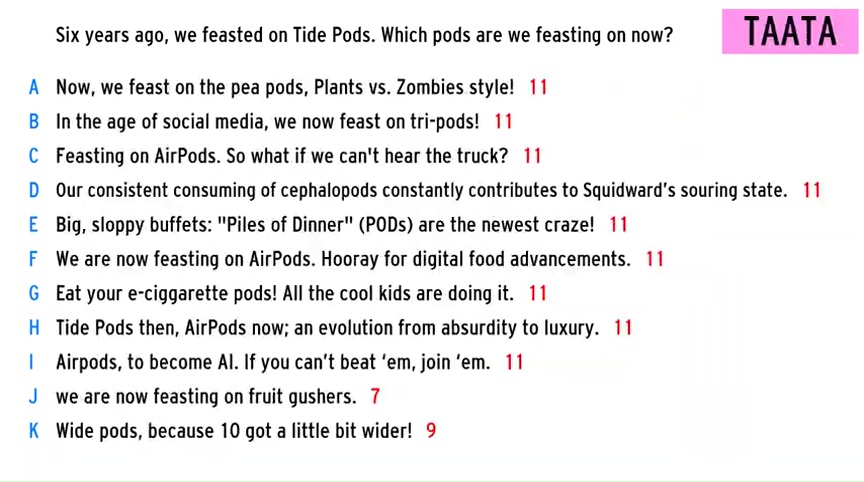 Six years ago, we feasted on Tide Pods. Which pods are we feasting on now?
TAATA
A Now, we feast on the pea pods, Plants vs. Zombies style! 11
B In the age of social media, we now feast on tri-pods! 11
C Feasting on AirPods. So what if we can't hear the truck? 11
D Our consistent consuming of cephalopods constantly contributes to Squidward's souring state. 11
E Big, sloppy buffets: "Piles of Dinner" (PODs) are the newest craze! 11
F We are now feasting on AirPods. Hooray for digital food advancements. 11
G Eat your e-ciggarette pods! All the cool kids are doing it. 11
H Tide Pods then, AirPods now; an evolution from absurdity to luxury. 11
I Airpods, to become AI. If you can’t beat ‘em, join ‘em. 11
J we are now feasting on fruit gushers. 7
K Wide pods, because 10 got a little bit wider! 9